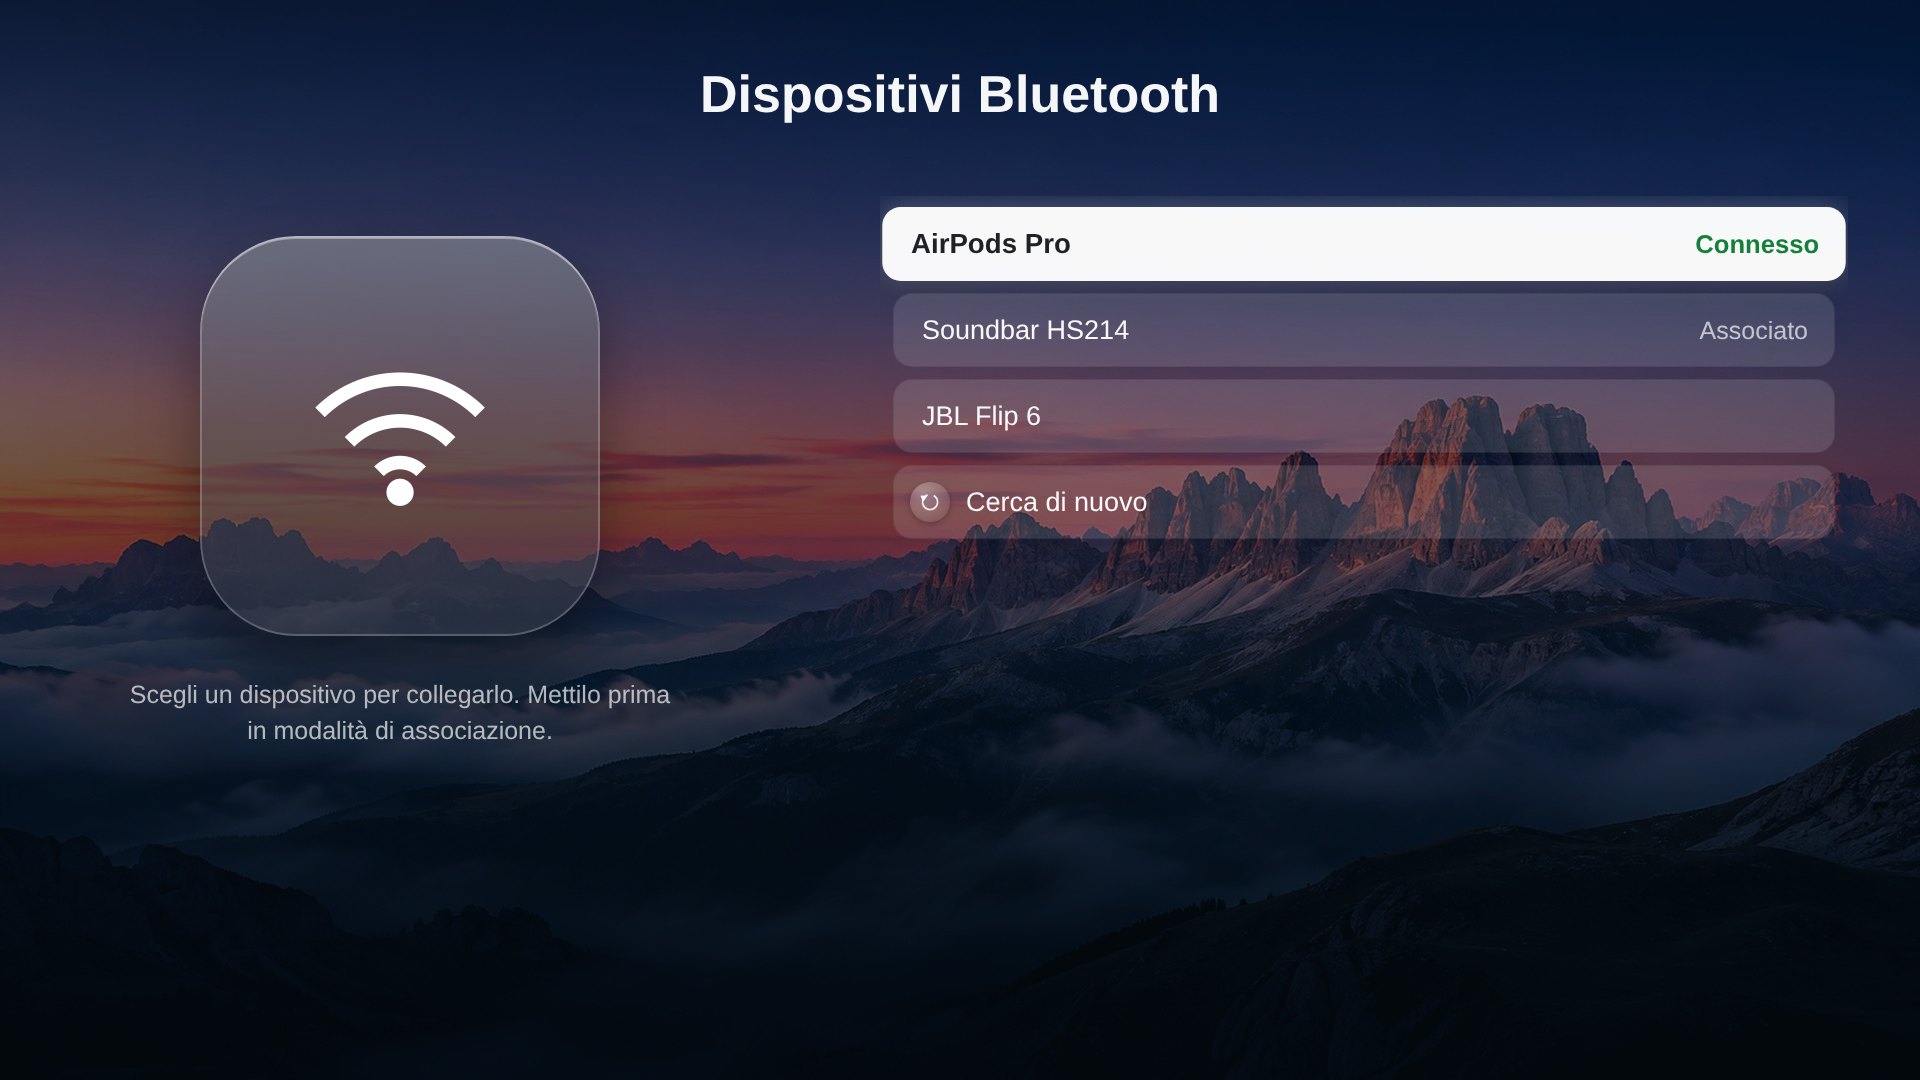 Dispositivi Bluetooth
AirPods Pro
Connesso
Soundbar HS214
Associato
JBL Flip 6
Cerca di nuovo
Scegli un dispositivo per collegarlo. Mettilo prima
in modalità di associazione.